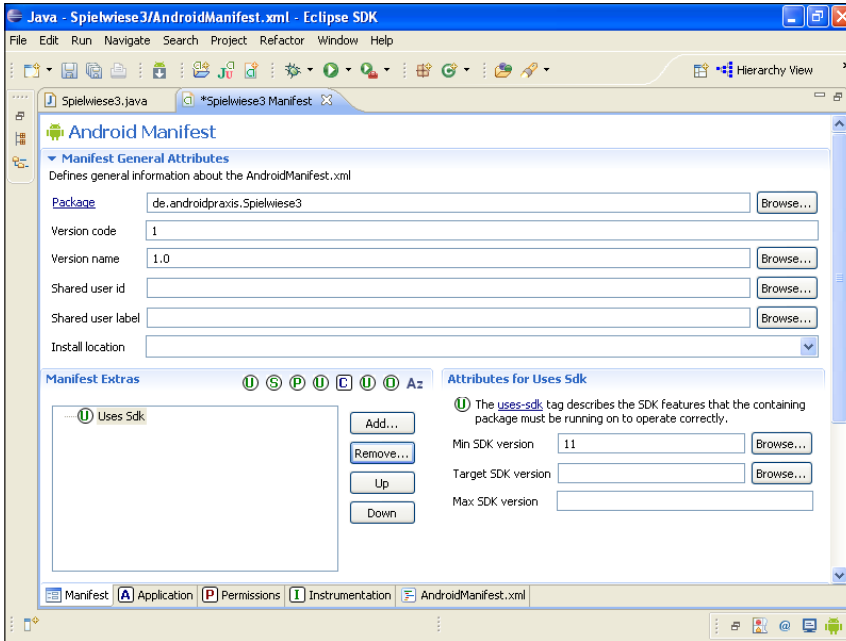 Java - Spielwiese3/AndroidManifest.xml - Eclipse SDK
File Edit Run Navigate Search Project Refactor Window Help
Hierarchy View
Spielwiese3.java *Spielwiese3 Manifest
Android Manifest
Manifest General Attributes
Defines general information about the AndroidManifest.xml
Package de.androidpraxis.Spielwiese3 Browse...
Version code 1
Version name 1.0 Browse...
Shared user id Browse...
Shared user label Browse...
Install location
Manifest Extras U S P U C U O Az
U Uses Sdk
Add...
Remove...
Up
Down
Attributes for Uses Sdk
U The uses-sdk tag describes the SDK features that the containing
package must be running on to operate correctly.
Min SDK version 11 Browse...
Target SDK version Browse...
Max SDK version
Manifest A Application P Permissions I Instrumentation AndroidManifest.xml